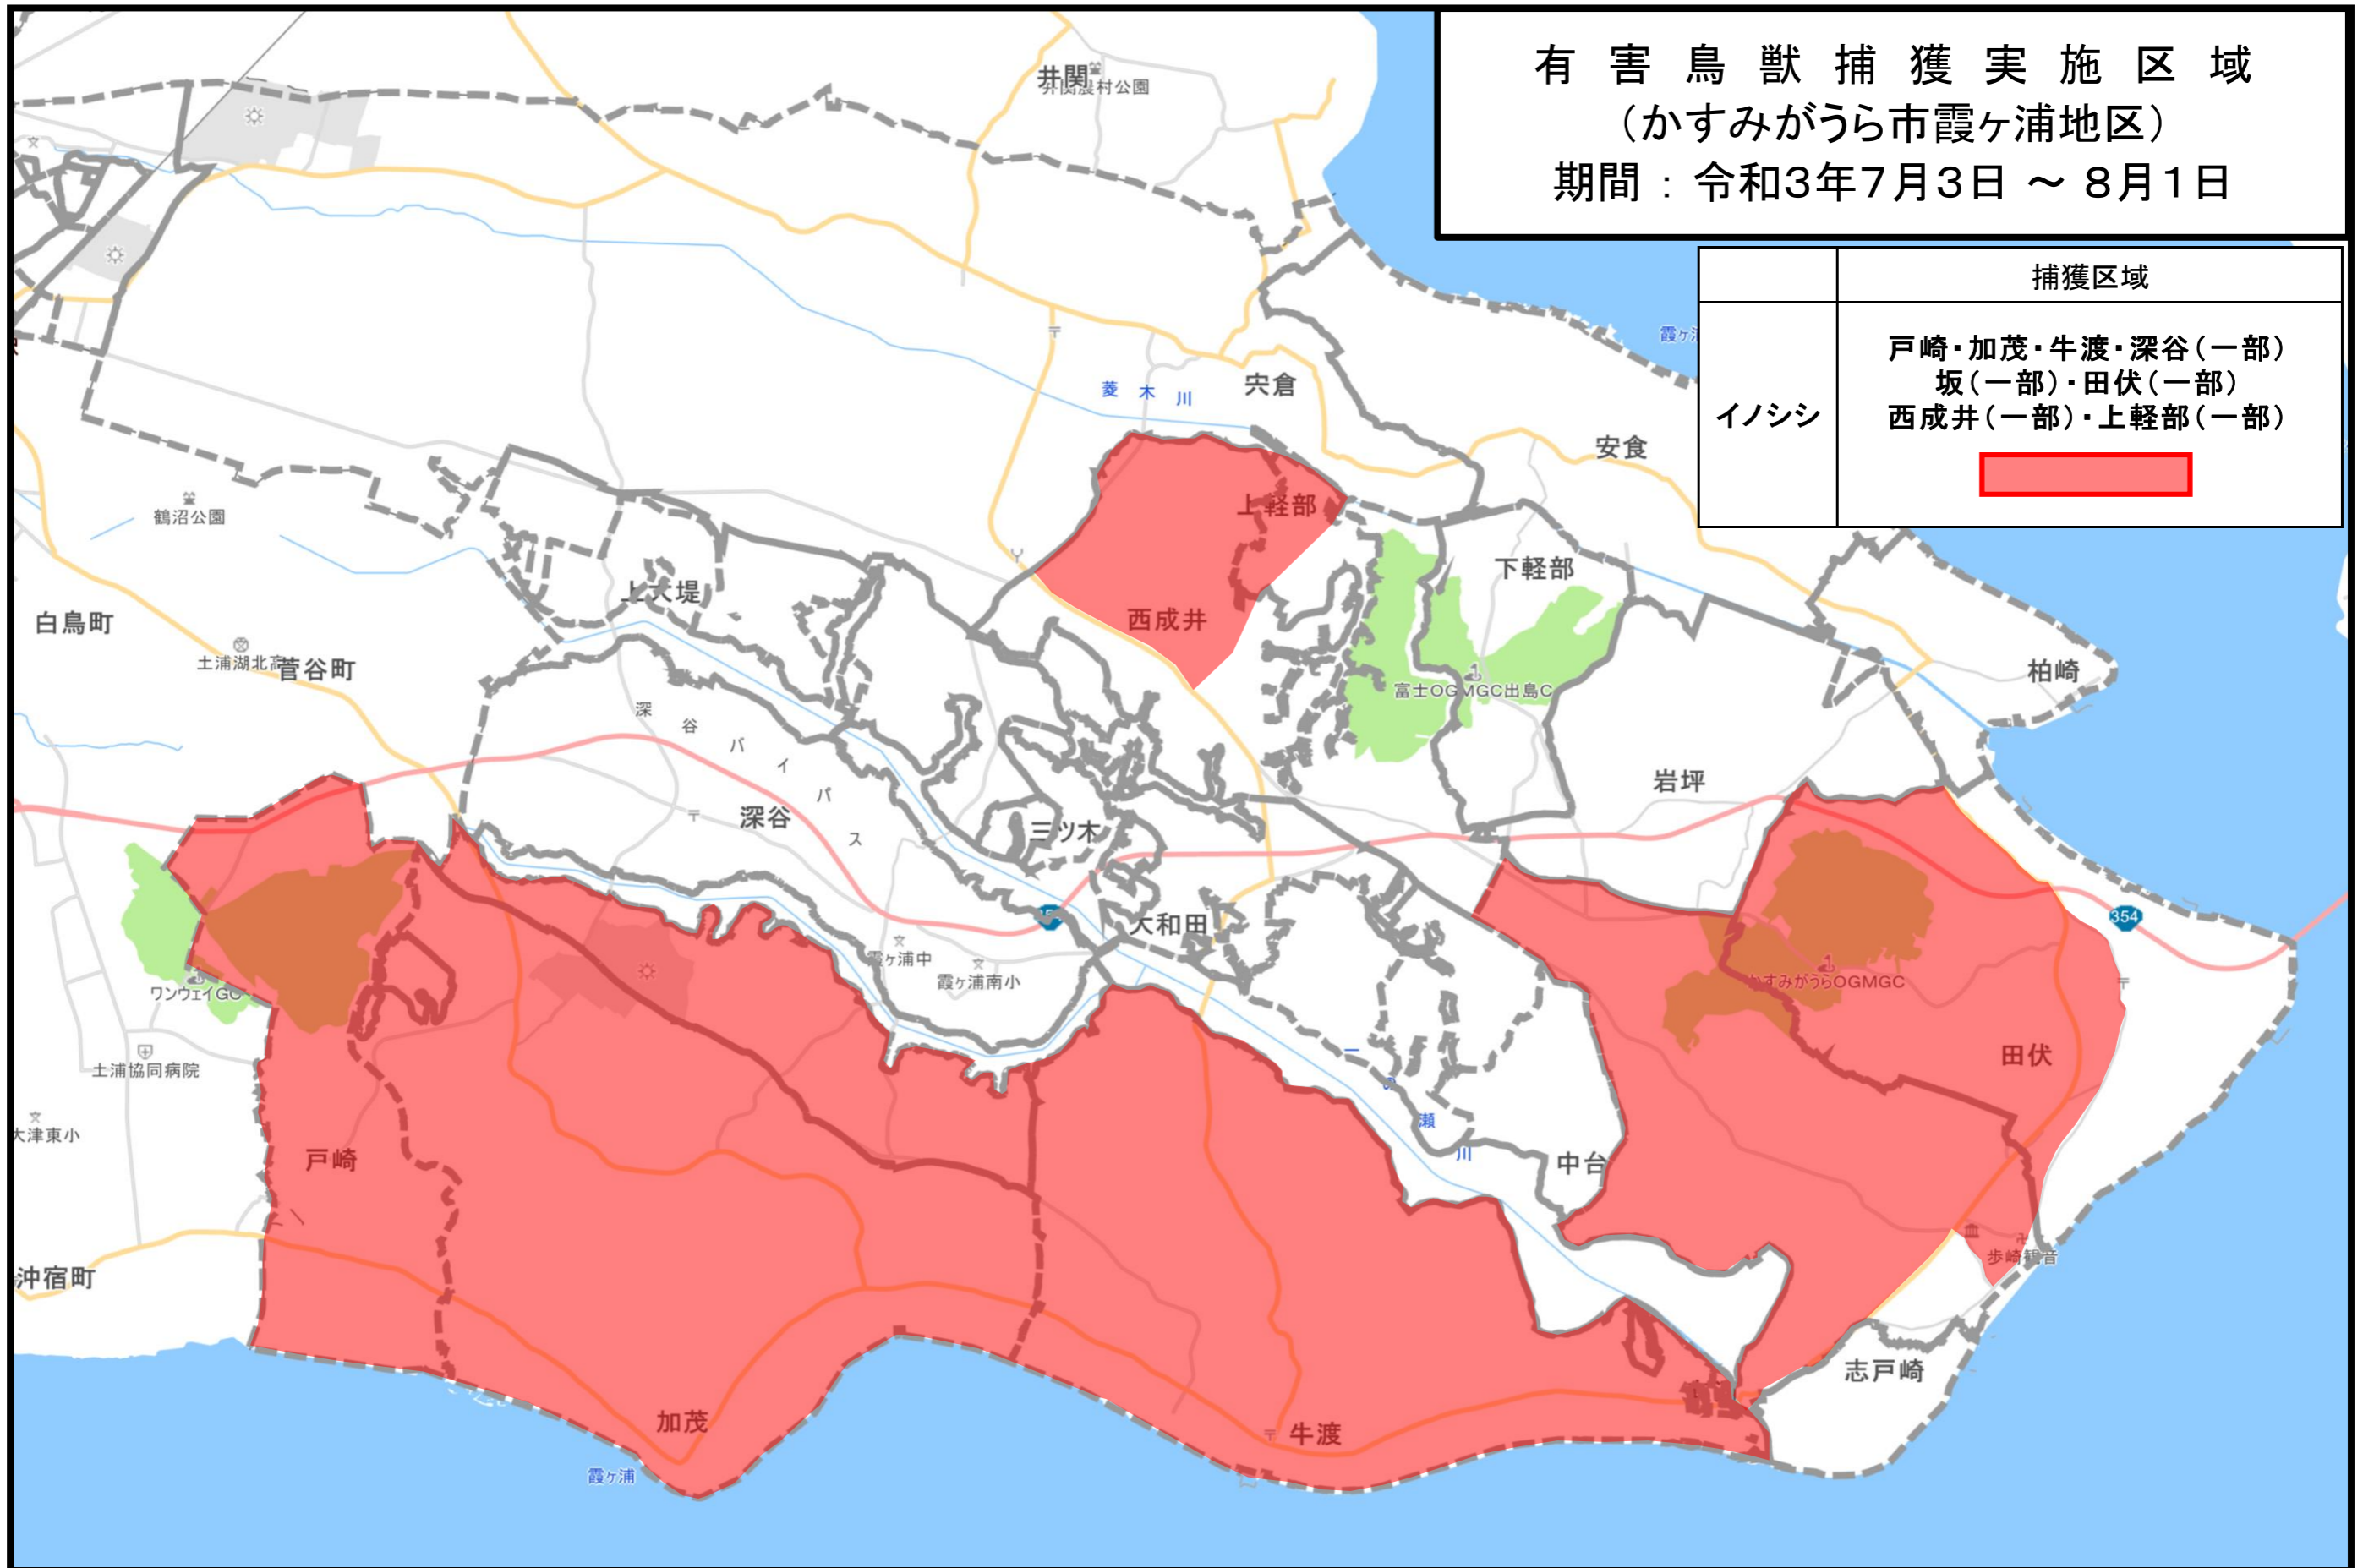 有害鳥獣捕獲実施区域
（かすみがうら市霞ヶ浦地区）
期間：令和3年7月3日 ～ 8月1日
捕獲区域
イノシシ
戸崎・加茂・牛渡・深谷（一部）
坂（一部）・田伏（一部）
西成井（一部）・上軽部（一部）
井関
井関農村公園
霞ヶ浦
菱木川
宍倉
安食
上軽部
鶴沼公園
下軽部
上大堤
西成井
白鳥町
土浦湖北高
菅谷町
柏崎
富士OGMGC出島C
深谷バイパス
岩坪
深谷
三ツ木
354
大和田
霞ヶ浦中
霞ヶ浦南小
ワンウェイGC
かすみがうらOGMGC
田伏
土浦協同病院
一の瀬川
大津東小
戸崎
中台
歩崎観音
沖宿町
志戸崎
加茂
牛渡
霞ヶ浦